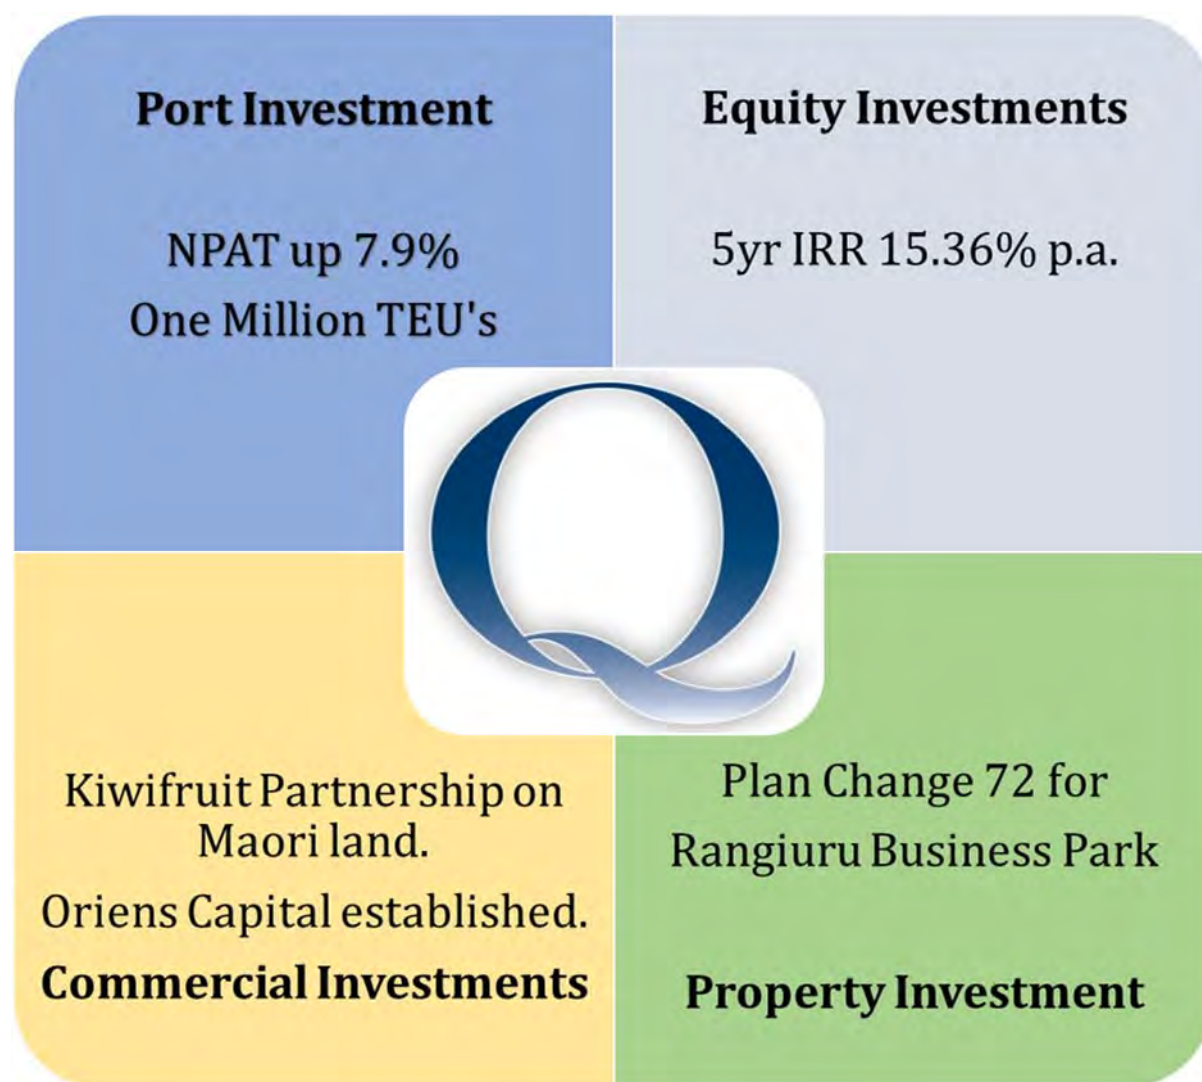 Port Investment
NPAT up 7.9%
One Million TEU's
Equity Investments
5yr IRR 15.36% p.a.
Q
Kiwifruit Partnership on
Maori land.
Oriens Capital established.
Commercial Investments
Plan Change 72 for
Rangiuru Business Park
Property Investment